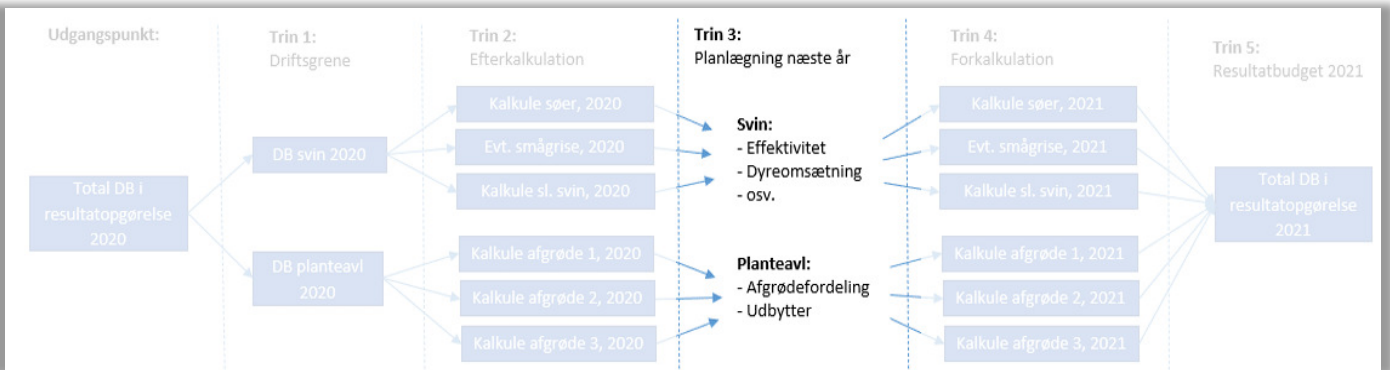 Udgangspunkt:
Trin 1:
Driftsgrene
Trin 2:
Efterkalkulation
Trin 3:
Planlægning næste år
Trin 4:
Forkalkulation
Trin 5:
Resultatbudget 2021
Total DB i
resultatopgørelse
2020
DB svin 2020
DB planteavl
2020
Kalkule søer, 2020
Evt. smågrise, 2020
Kalkule sl. svin, 2020
Kalkule afgrøde 1, 2020
Kalkule afgrøde 2, 2020
Kalkule afgrøde 3, 2020
Svin:
- Effektivitet
- Dyreomsætning
- osv.
Planteavl:
- Afgrødefordeling
- Udbytter
Kalkule søer, 2021
Evt. smågrise, 2021
Kalkule sl. svin, 2021
Kalkule afgrøde 1, 2021
Kalkule afgrøde 2, 2021
Kalkule afgrøde 3, 2021
Total DB i
resultatopgørelse
2021